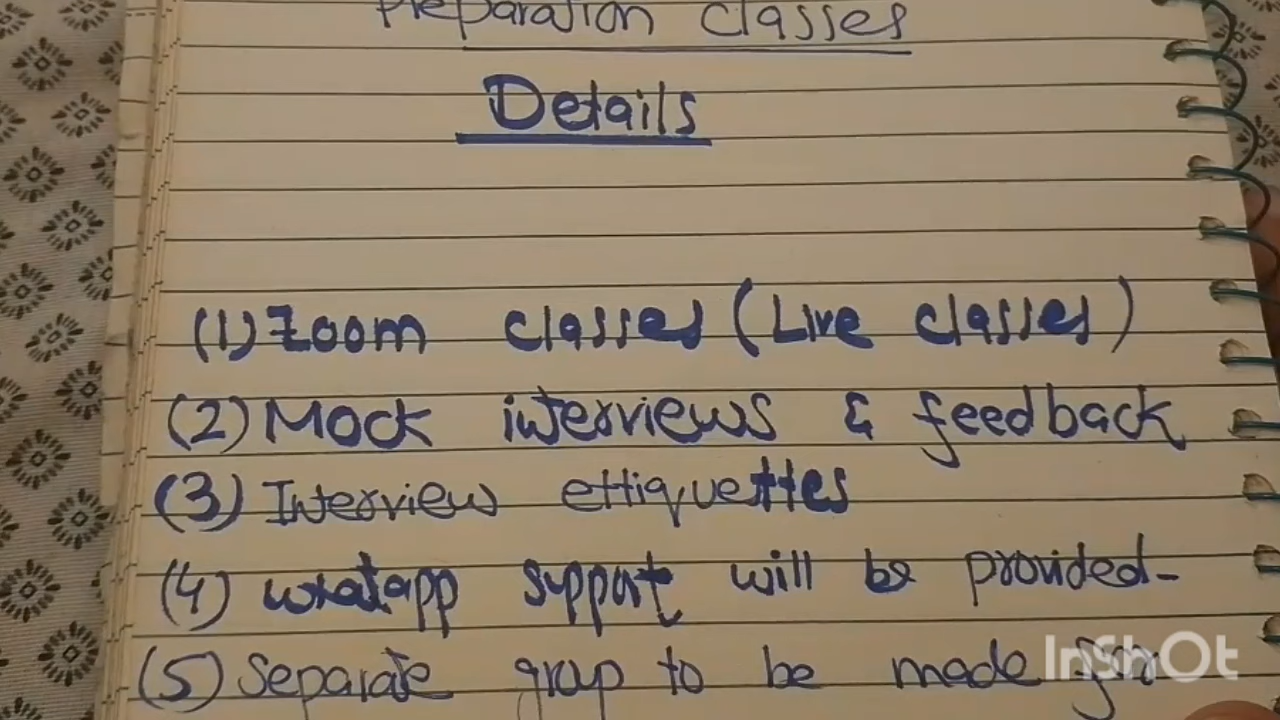 Preparation classes
Details
(1) Zoom classes (Live classes)
(2) Mock interviews & feedback
(3) Interview ettiquettes
(4) whatapp support will be provided-
(5) Separate group to be made for
InShOt